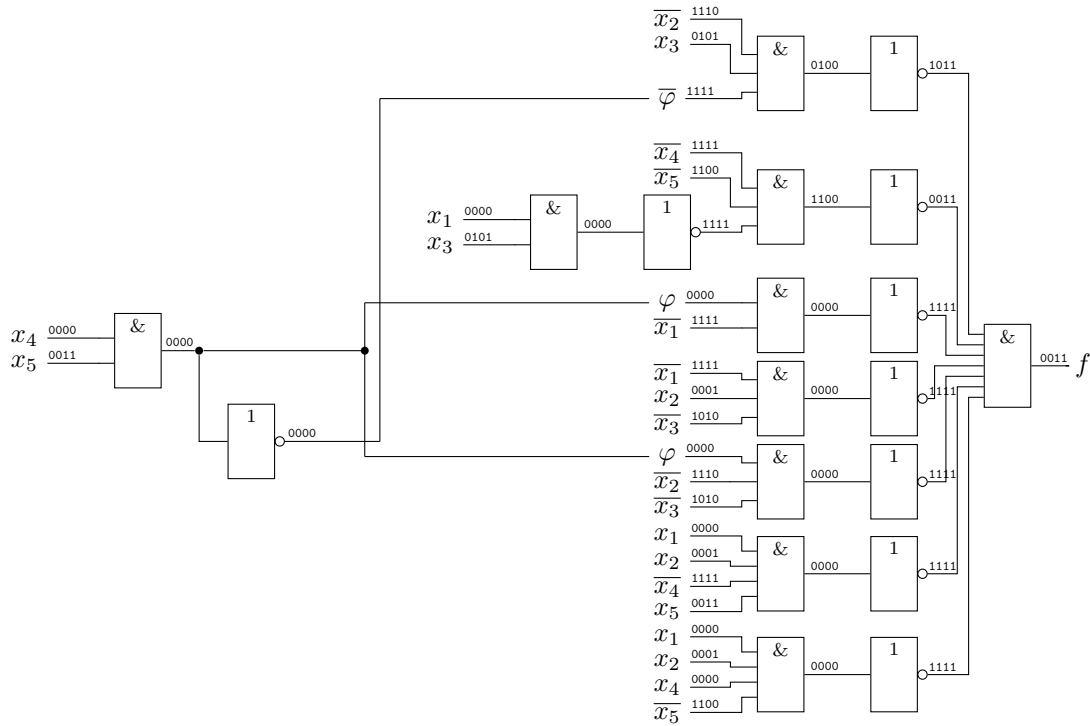 x̅₂ 1110
x₃ 0101 & 0100 1 1011
φ̅ 1111
x̅₄ 1111
x̅₅ 1100 & 1100 1 0011
x₁ 0000 & 0000 1 1111
x₃ 0101
φ 0000 & 0000 1 1111
x̅₁ 1111
x₄ 0000 & 0000
x₅ 0011
& 0011 f
x̅₁ 1111
x₂ 0001 & 0000 1 1111
x̅₃ 1010
1 0000
φ 0000
x̅₂ 1110 & 0000 1 1111
x̅₃ 1010
x₁ 0000
x₂ 0001 & 0000 1 1111
x̅₄ 1111
x₅ 0011
x₁ 0000
x₂ 0001 & 0000 1 1111
x₄ 0000
x̅₅ 1100